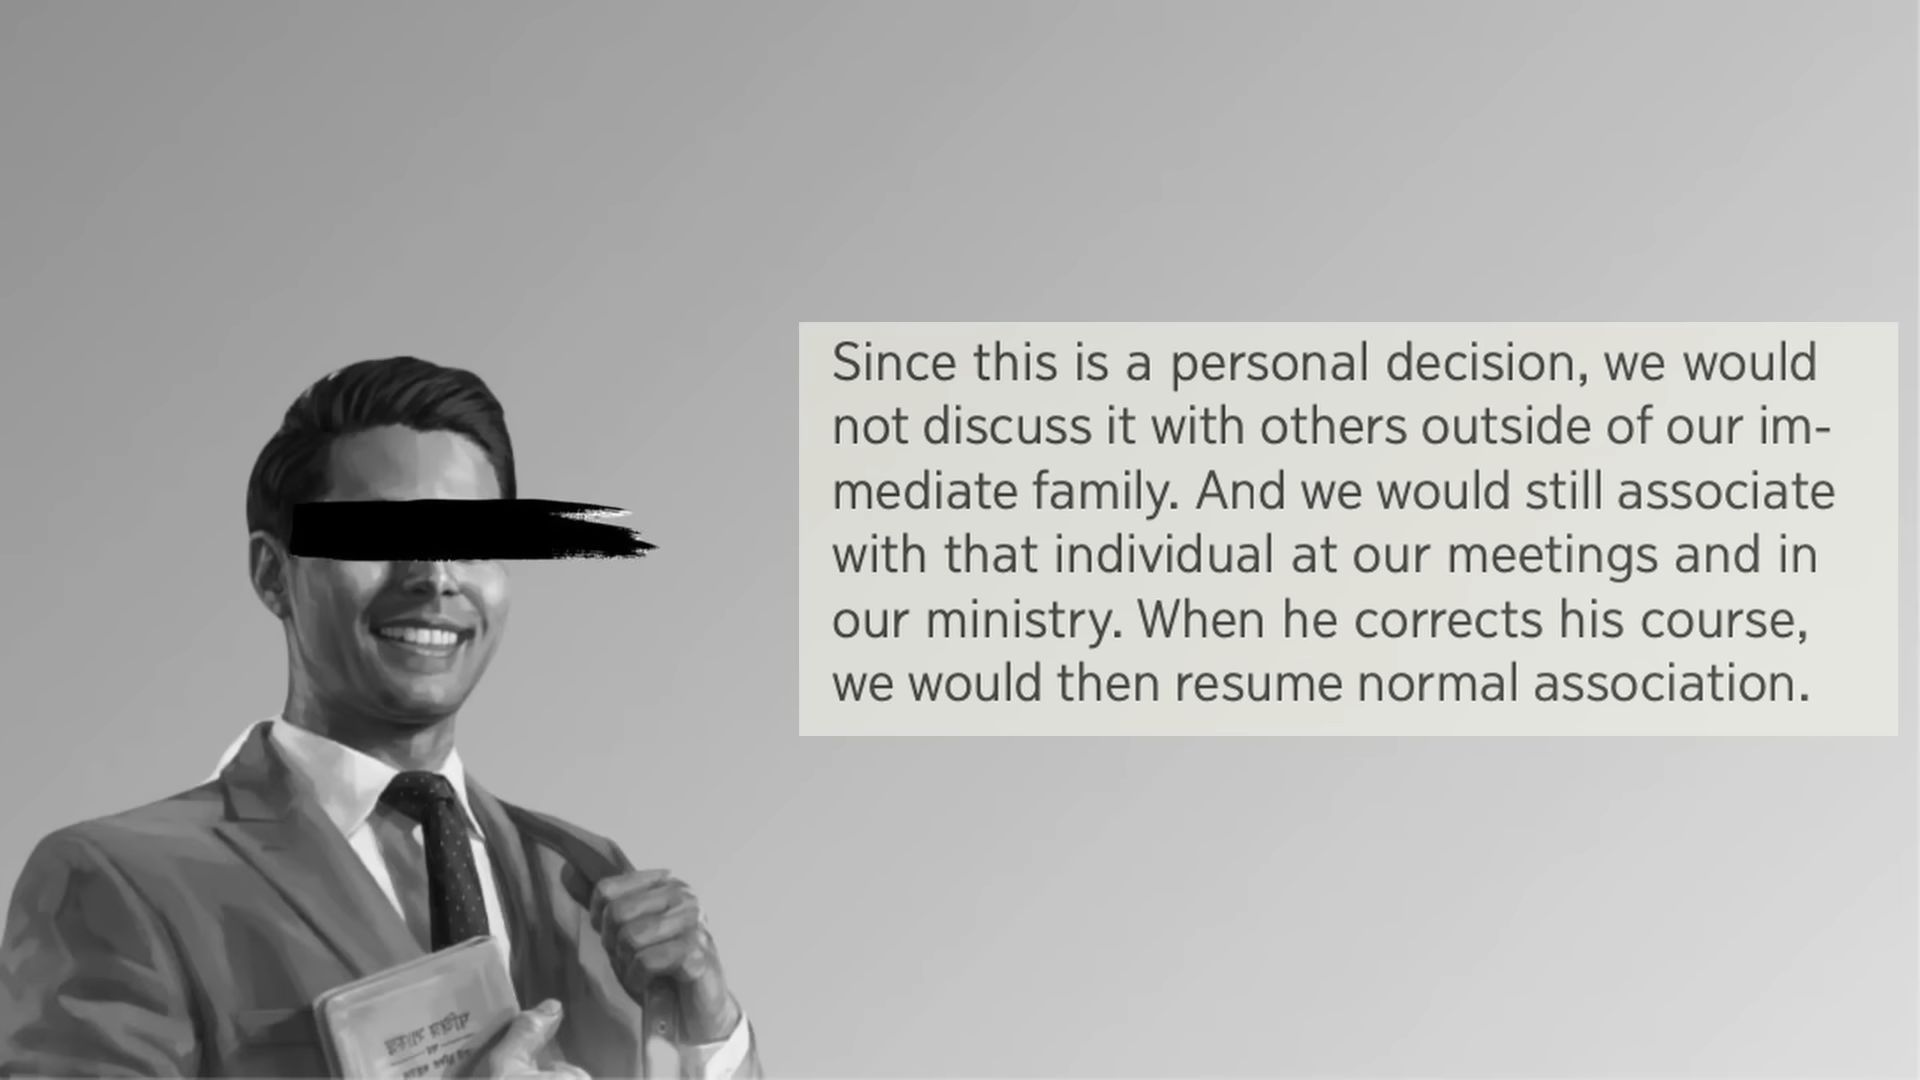 Since this is a personal decision, we would
not discuss it with others outside of our im-
mediate family. And we would still associate
with that individual at our meetings and in
our ministry. When he corrects his course,
we would then resume normal association.